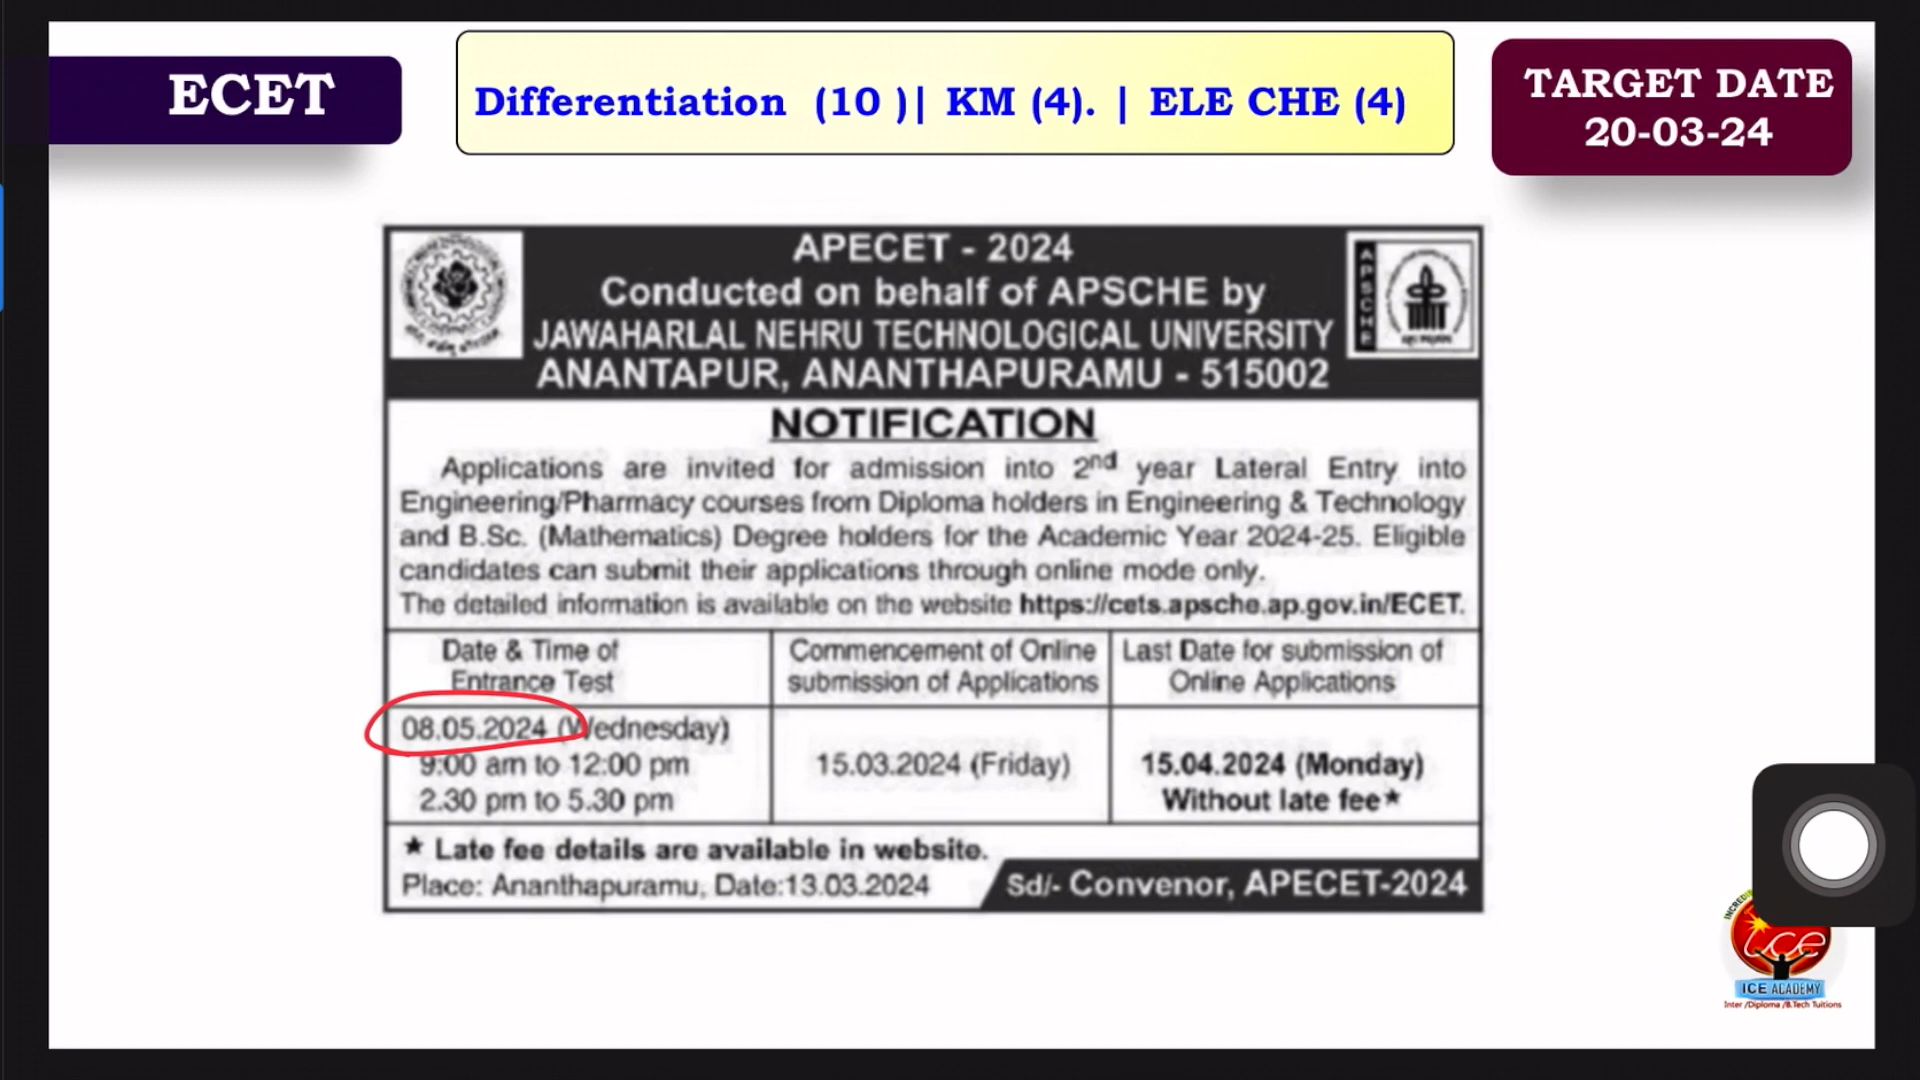 ECET
Differentiation (10 )| KM (4). | ELE CHE (4)
TARGET DATE
20-03-24
APECET - 2024
Conducted on behalf of APSCHE by
JAWAHARLAL NEHRU TECHNOLOGICAL UNIVERSITY
ANANTAPUR, ANANTHAPURAMU - 515002
APSCHE
NOTIFICATION
Applications are invited for admission into 2nd year Lateral Entry into
Engineering/Pharmacy courses from Diploma holders in Engineering & Technology
and B.Sc. (Mathematics) Degree holders for the Academic Year 2024-25. Eligible
candidates can submit their applications through online mode only.
The detailed information is available on the website https://cets.apsche.ap.gov.in/ECET.
Date & Time of
Entrance Test
Commencement of Online
submission of Applications
Last Date for submission of
Online Applications
08.05.2024 (Wednesday)
9:00 am to 12:00 pm
2.30 pm to 5.30 pm
15.03.2024 (Friday)
15.04.2024 (Monday)
Without late fee★
★ Late fee details are available in website.
Place: Ananthapuramu, Date:13.03.2024
Sd/- Convenor, APECET-2024
ice
ICE ACADEMY
Inter /Diploma /B.Tech Tuitions